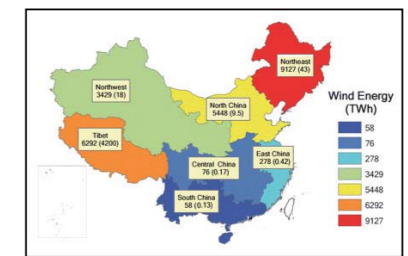 Northeast
9127 (43)
Northwest
3429 (18)
North China
5448 (9.5)
Wind Energy
(TWh)
58
76
278
3429
5448
6292
9127
Tibet
6292 (4200)
East China
278 (0.42)
Central China
76 (0.17)
South China
58 (0.13)